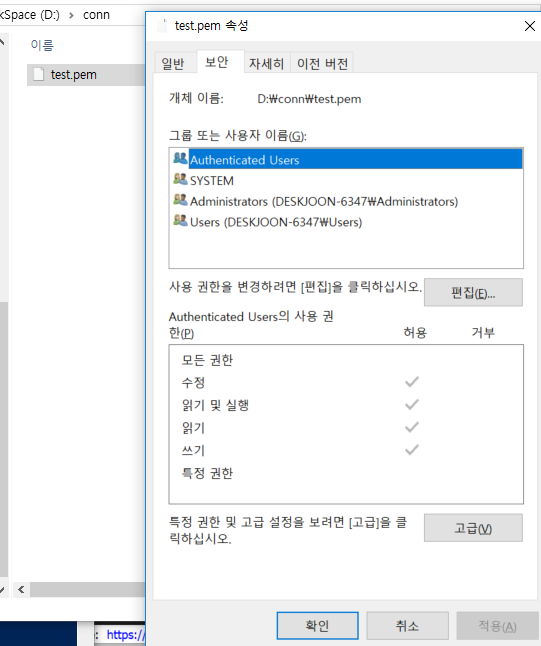 kSpace (D:) › conn
이름
test.pem
test.pem 속성
일반 보안 자세히 이전 버전
개체 이름: D:₩conn₩test.pem
그룹 또는 사용자 이름(G):
Authenticated Users
SYSTEM
Administrators (DESKJOON-6347₩Administrators)
Users (DESKJOON-6347₩Users)
사용 권한을 변경하려면 [편집]을 클릭하십시오. 편집(E)...
Authenticated Users의 사용 권
한(P) 허용 거부
모든 권한
수정
읽기 및 실행
읽기
쓰기
특정 권한
특정 권한 및 고급 설정을 보려면 [고급]을 클
릭하십시오.
고급(V)
확인 취소 적용(A)
: https://